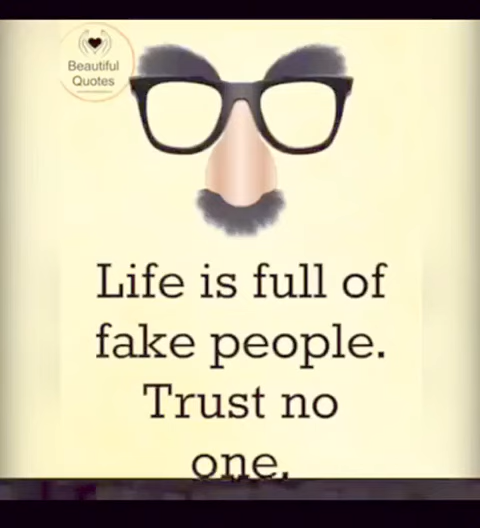 Beautiful
Quotes
Life is full of
fake people.
Trust no
one.